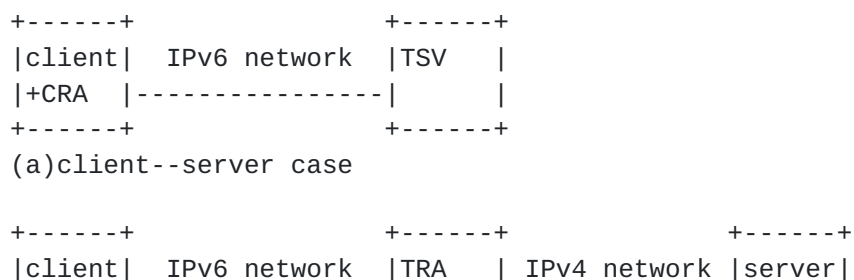 +------+                +------+
|client|  IPv6 network  |TSV   |
|+CRA  |----------------|      |
+------+                +------+
(a)client--server case

+------+                +------+              +------+
|client|  IPv6 network  |TRA   | IPv4 network |server|